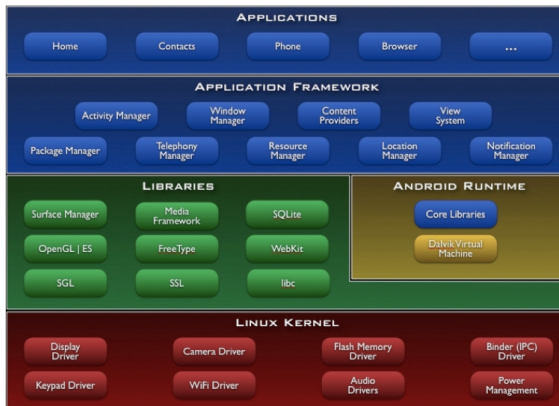 APPLICATIONS
Home
Contacts
Phone
Browser
...
APPLICATION FRAMEWORK
Activity Manager
Window
Manager
Content
Providers
View
System
Package Manager
Telephony
Manager
Resource
Manager
Location
Manager
Notification
Manager
LIBRARIES
Surface Manager
Media
Framework
SQLite
OpenGL | ES
FreeType
WebKit
SGL
SSL
libc
ANDROID RUNTIME
Core Libraries
Dalvik Virtual
Machine
LINUX KERNEL
Display
Driver
Camera Driver
Flash Memory
Driver
Binder (IPC)
Driver
Keypad Driver
WiFi Driver
Audio
Drivers
Power
Management